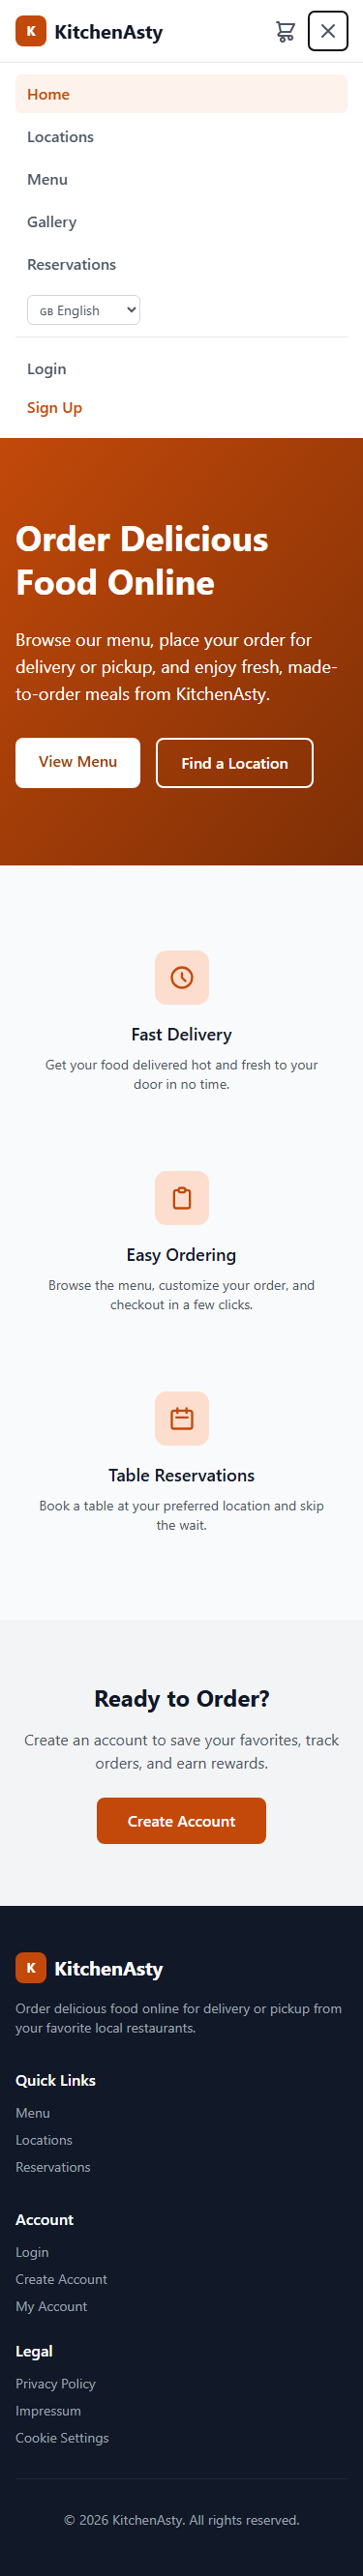 K KitchenAsty
Home
Locations
Menu
Gallery
Reservations
GB English
Login
Sign Up
Order Delicious
Food Online
Browse our menu, place your order for
delivery or pickup, and enjoy fresh, made-
to-order meals from KitchenAsty.
View Menu
Find a Location
Fast Delivery
Get your food delivered hot and fresh to your
door in no time.
Easy Ordering
Browse the menu, customize your order, and
checkout in a few clicks.
Table Reservations
Book a table at your preferred location and skip
the wait.
Ready to Order?
Create an account to save your favorites, track
orders, and earn rewards.
Create Account
K KitchenAsty
Order delicious food online for delivery or pickup from
your favorite local restaurants.
Quick Links
Menu
Locations
Reservations
Account
Login
Create Account
My Account
Legal
Privacy Policy
Impressum
Cookie Settings
© 2026 KitchenAsty. All rights reserved.